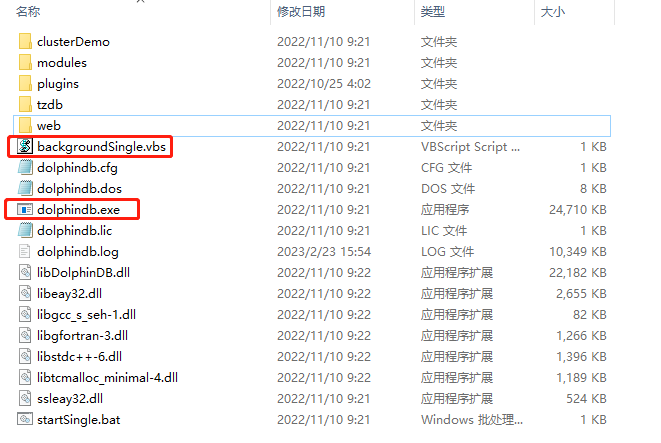 名称 修改日期 类型 大小
clusterDemo 2022/11/10 9:21 文件夹
modules 2022/11/10 9:21 文件夹
plugins 2022/10/25 4:02 文件夹
tzdb 2022/11/10 9:21 文件夹
web 2022/11/10 9:21 文件夹
backgroundSingle.vbs 2022/11/10 9:21 VBScript Script ... 1 KB
dolphindb.cfg 2022/11/10 9:21 CFG 文件 1 KB
dolphindb.dos 2022/11/10 9:21 DOS 文件 8 KB
dolphindb.exe 2022/11/10 9:21 应用程序 24,710 KB
dolphindb.lic 2022/11/10 9:21 LIC 文件 1 KB
dolphindb.log 2023/2/23 15:54 LOG 文件 10,349 KB
libDolphinDB.dll 2022/11/10 9:22 应用程序扩展 22,182 KB
libeay32.dll 2022/11/10 9:21 应用程序扩展 2,655 KB
libgcc_s_seh-1.dll 2022/11/10 9:21 应用程序扩展 82 KB
libgfortran-3.dll 2022/11/10 9:22 应用程序扩展 1,266 KB
libstdc++-6.dll 2022/11/10 9:22 应用程序扩展 1,396 KB
libtcmalloc_minimal-4.dll 2022/11/10 9:22 应用程序扩展 1,189 KB
ssleay32.dll 2022/11/10 9:21 应用程序扩展 524 KB
startSingle.bat 2022/11/10 9:21 Windows 批处理... 1 KB